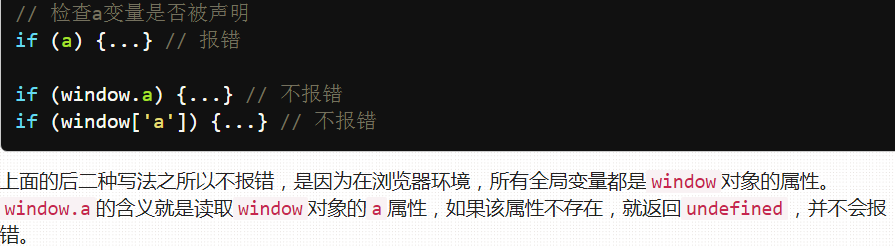 // 检查a变量是否被声明
if (a) {...} // 报错
if (window.a) {...} // 不报错
if (window['a']) {...} // 不报错
上面的后二种写法之所以不报错，是因为在浏览器环境，所有全局变量都是 window 对象的属性。
window.a 的含义就是读取 window 对象的 a 属性，如果该属性不存在，就返回 undefined ，并不会报
错。